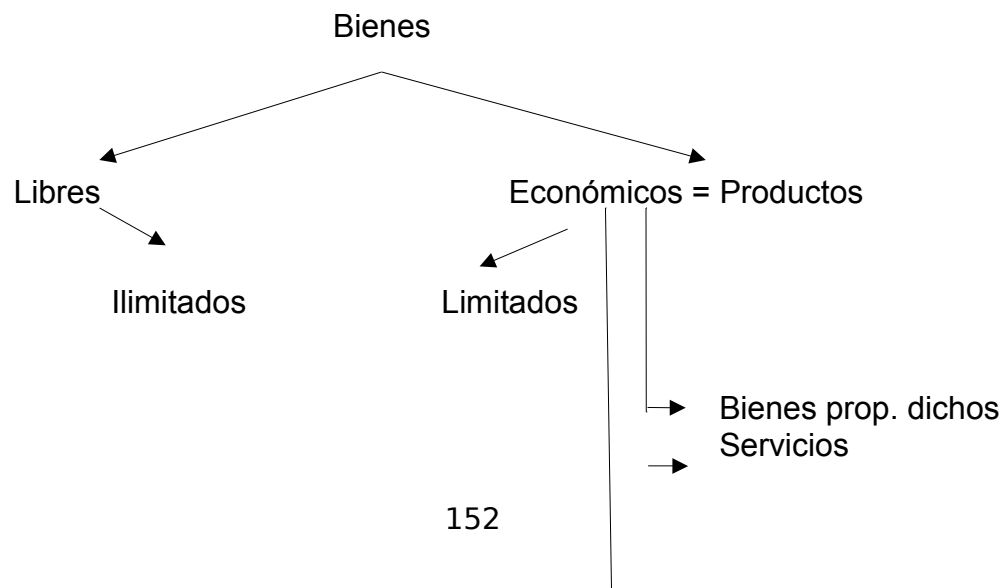 Bienes
Libres
Económicos = Productos
Ilimitados
Limitados
Bienes prop. dichos
Servicios
152